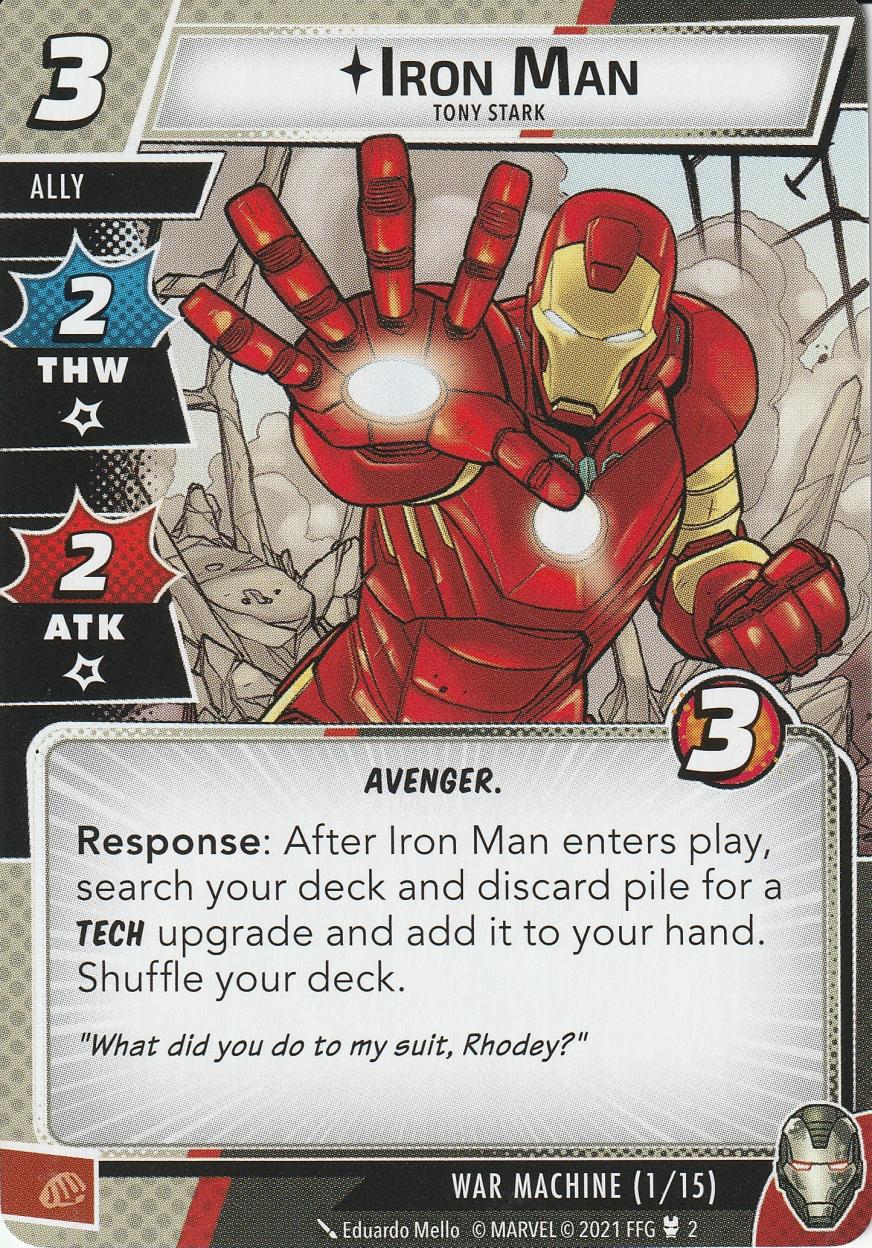 3
IRON MAN
TONY STARK
ALLY
2
THW
2
ATK
3
AVENGER.
Response: After Iron Man enters play,
search your deck and discard pile for a
TECH upgrade and add it to your hand.
Shuffle your deck.
"What did you do to my suit, Rhodey?"
WAR MACHINE (1/15)
Eduardo Mello © MARVEL © 2021 FFG 2